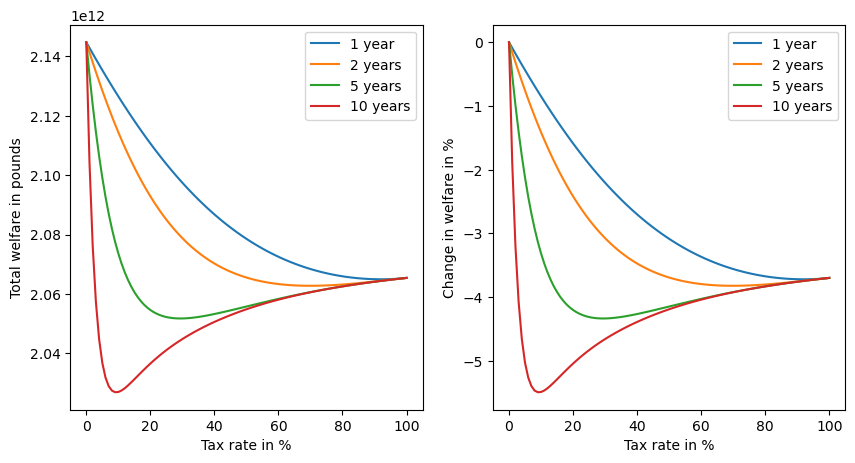 1e12
Total welfare in pounds
2.14
2.12
2.10
2.08
2.06
2.04
0
20
40
60
80
100
Tax rate in %
1 year
2 years
5 years
10 years
Change in welfare in %
0
−1
−2
−3
−4
−5
0
20
40
60
80
100
Tax rate in %
1 year
2 years
5 years
10 years